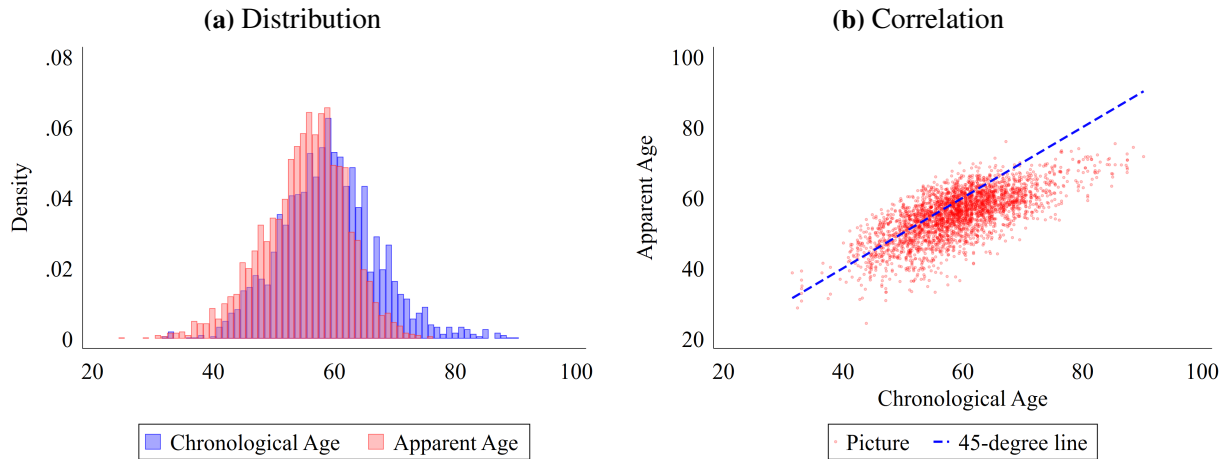 (a) Distribution
.08
.06
.04
.02
0
Density
20 40 60 80 100
Chronological Age Apparent Age
(b) Correlation
100
80
60
40
20
Apparent Age
20 40 60 80 100
Chronological Age
Picture 45-degree line